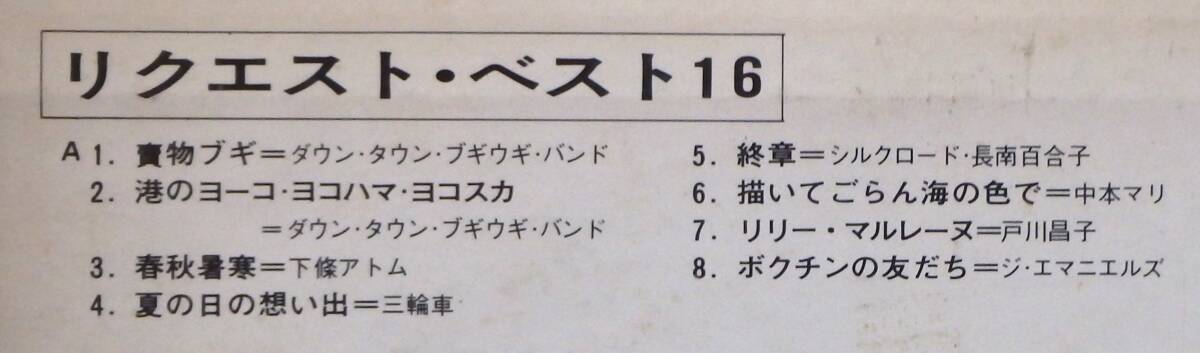 リクエスト・ベスト16
A 1. 賣物ブギ=ダウン・タウン・ブギウギ・バンド
2. 港のヨーコ・ヨコハマ・ヨコスカ
=ダウン・タウン・ブギウギ・バンド
3. 春秋暑寒=下條アトム
4. 夏の日の想い出=三輪車
5. 終章=シルクロード・長南百合子
6. 描いてごらん海の色で=中本マリ
7. リリー・マルレーヌ=戸川昌子
8. ボクチンの友だち=ジ・エマニエルズ